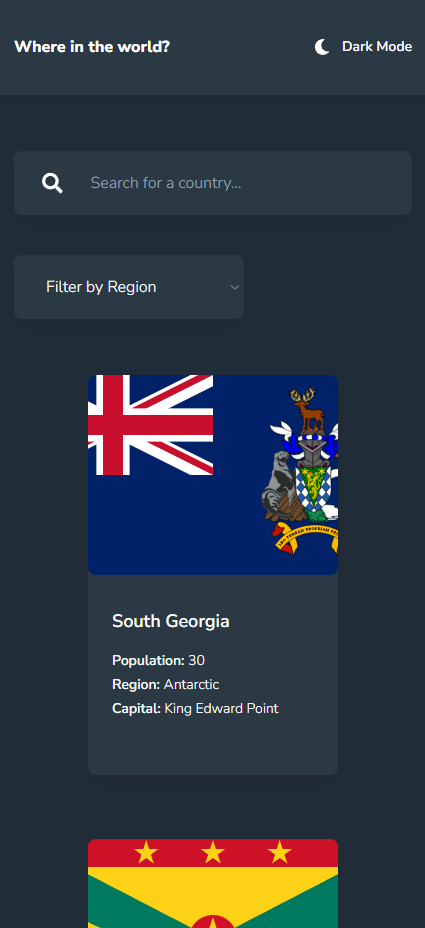 Where in the world?
Dark Mode
Search for a country...
Filter by Region
South Georgia
Population: 30
Region: Antarctic
Capital: King Edward Point